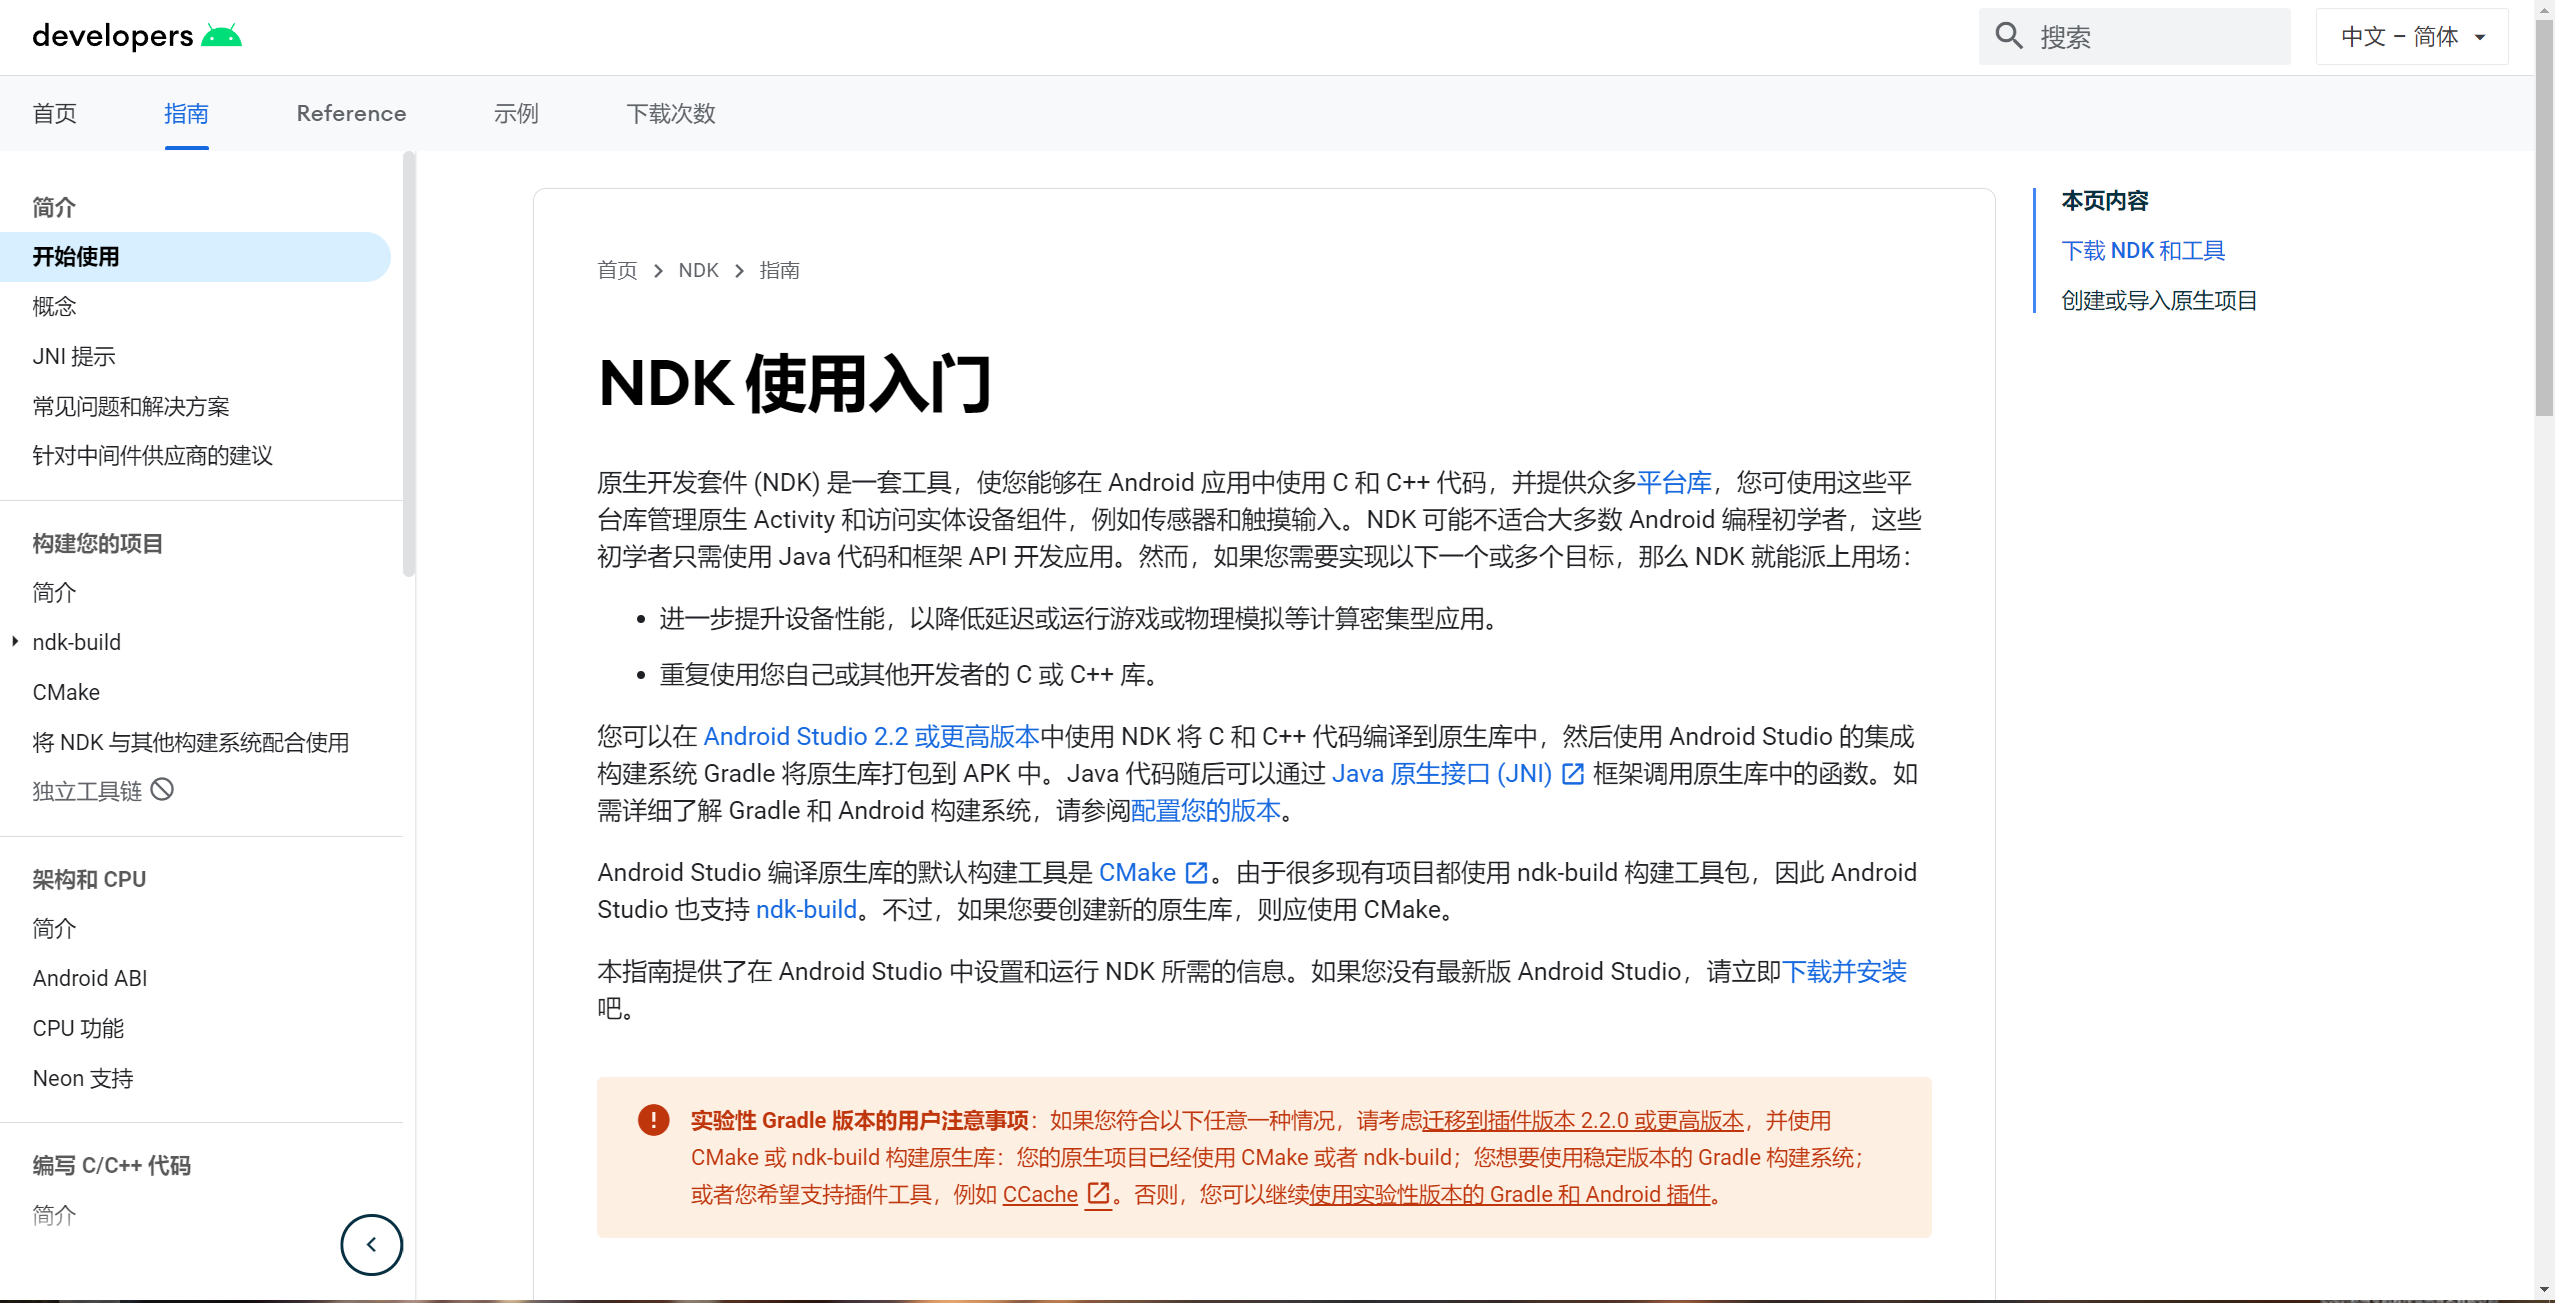 developers
搜索
中文 – 简体
首页
指南
Reference
示例
下载次数
简介
开始使用
概念
JNI 提示
常见问题和解决方案
针对中间件供应商的建议
构建您的项目
简介
ndk-build
CMake
将 NDK 与其他构建系统配合使用
独立工具链
架构和 CPU
简介
Android ABI
CPU 功能
Neon 支持
编写 C/C++ 代码
简介
首页 > NDK > 指南
NDK 使用入门
原生开发套件 (NDK) 是一套工具，使您能够在 Android 应用中使用 C 和 C++ 代码，并提供众多平台库，您可使用这些平
台库管理原生 Activity 和访问实体设备组件，例如传感器和触摸输入。NDK 可能不适合大多数 Android 编程初学者，这些
初学者只需使用 Java 代码和框架 API 开发应用。然而，如果您需要实现以下一个或多个目标，那么 NDK 就能派上用场：
• 进一步提升设备性能，以降低延迟或运行游戏或物理模拟等计算密集型应用。
• 重复使用您自己或其他开发者的 C 或 C++ 库。
您可以在 Android Studio 2.2 或更高版本中使用 NDK 将 C 和 C++ 代码编译到原生库中，然后使用 Android Studio 的集成
构建系统 Gradle 将原生库打包到 APK 中。Java 代码随后可以通过 Java 原生接口 (JNI) 框架调用原生库中的函数。如
需详细了解 Gradle 和 Android 构建系统，请参阅配置您的版本。
Android Studio 编译原生库的默认构建工具是 CMake 。由于很多现有项目都使用 ndk-build 构建工具包，因此 Android
Studio 也支持 ndk-build。不过，如果您要创建新的原生库，则应使用 CMake。
本指南提供了在 Android Studio 中设置和运行 NDK 所需的信息。如果您没有最新版 Android Studio，请立即下载并安装
吧。
实验性 Gradle 版本的用户注意事项：如果您符合以下任意一种情况，请考虑迁移到插件版本 2.2.0 或更高版本，并使用
CMake 或 ndk-build 构建原生库：您的原生项目已经使用 CMake 或者 ndk-build；您想要使用稳定版本的 Gradle 构建系统；
或者您希望支持插件工具，例如 CCache 。否则，您可以继续使用实验性版本的 Gradle 和 Android 插件。
本页内容
下载 NDK 和工具
创建或导入原生项目